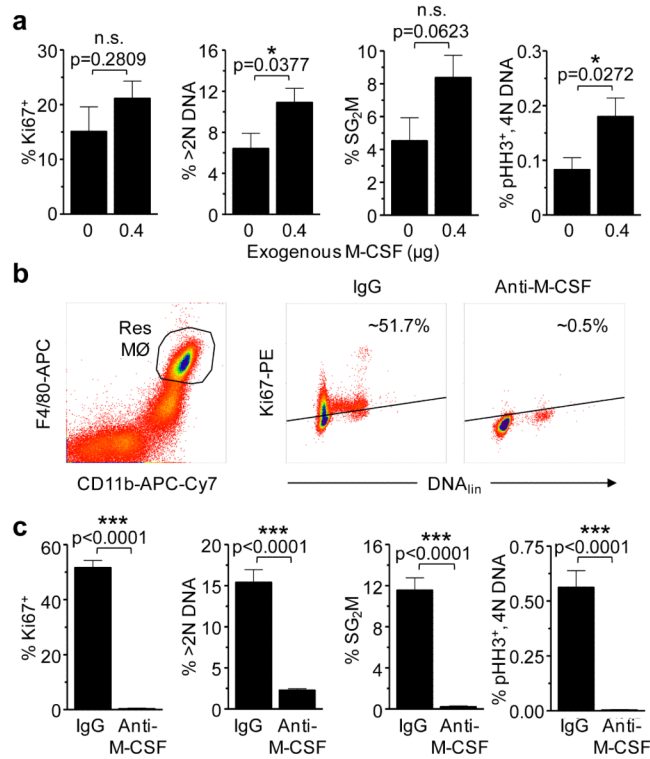 a
n.s.
p=0.2809
% Ki67⁺
30
20
10
0
0 0.4
*
p=0.0377
% >2N DNA
16
12
8
4
0
0 0.4
n.s.
p=0.0623
% SG₂M
10
8
6
4
2
0
0 0.4
*
p=0.0272
% pHH3⁺, 4N DNA
0.3
0.2
0.1
0
0 0.4
Exogenous M-CSF (µg)
b
Res
MØ
F4/80-APC
CD11b-APC-Cy7
IgG
~51.7%
Anti-M-CSF
~0.5%
Ki67-PE
DNAlin
c
***
p<0.0001
% Ki67⁺
60
40
20
0
IgG Anti-
M-CSF
***
p<0.0001
% >2N DNA
20
15
10
5
0
IgG Anti-
M-CSF
***
p<0.0001
% SG₂M
16
12
8
4
0
IgG Anti-
M-CSF
***
p<0.0001
% pHH3⁺, 4N DNA
0.75
0.50
0.25
0.00
IgG Anti-
M-CSF